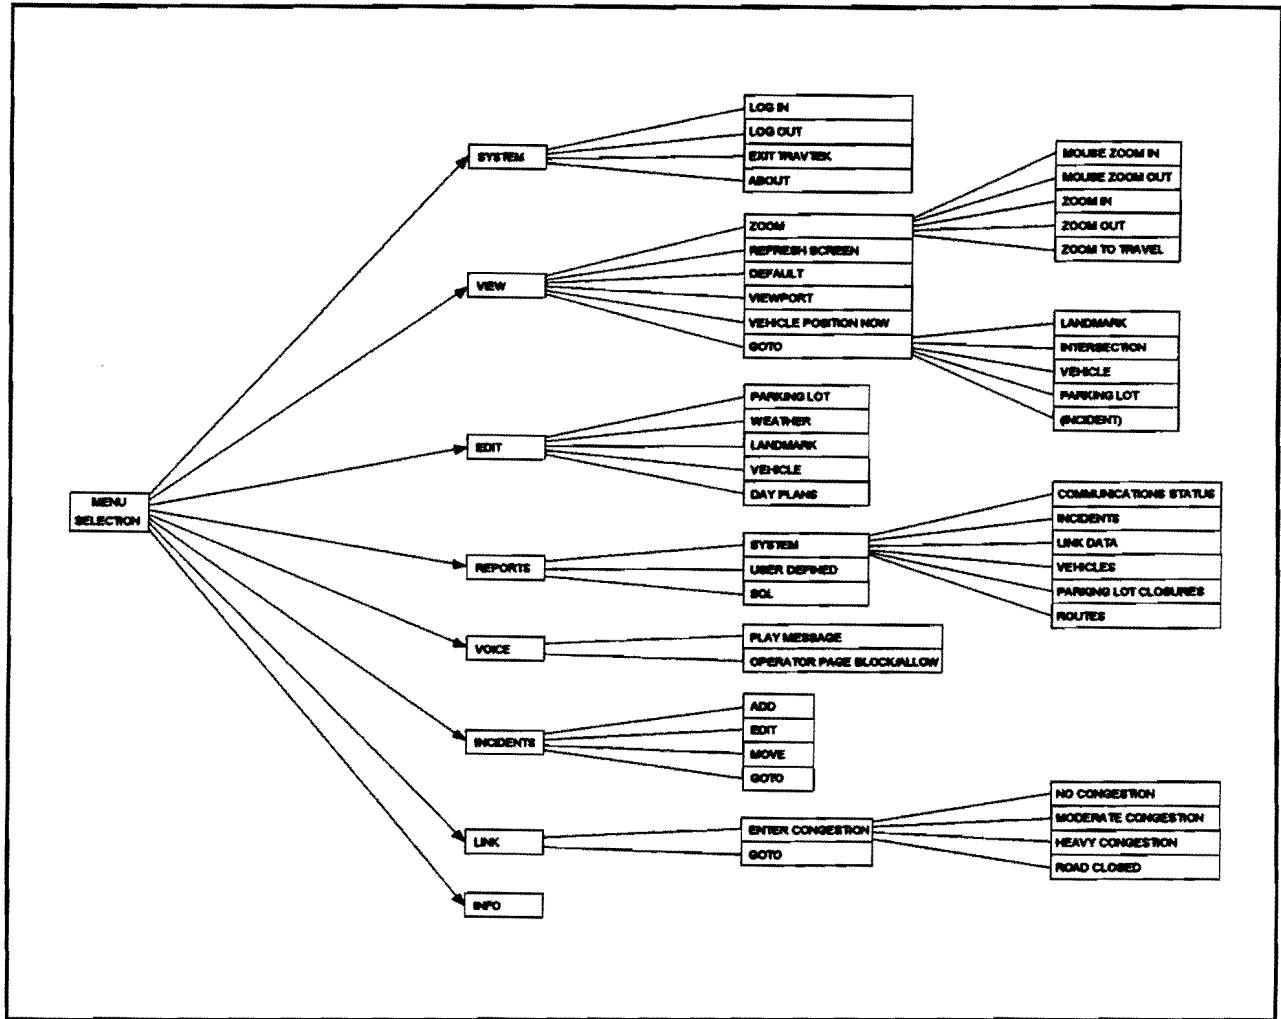 MENU
SELECTION
SYSTEM
LOG IN
LOG OUT
EXIT TRAVTEK
ABOUT
VIEW
ZOOM
REFRESH SCREEN
DEFAULT
VIEWPORT
VEHICLE POSITION NOW
GOTO
MOUSE ZOOM IN
MOUSE ZOOM OUT
ZOOM IN
ZOOM OUT
ZOOM TO TRAVEL
LANDMARK
INTERSECTION
VEHICLE
PARKING LOT
(INCIDENT)
EDIT
PARKING LOT
WEATHER
LANDMARK
VEHICLE
DAY PLANS
REPORTS
SYSTEM
USER DEFINED
SQL
COMMUNICATIONS STATUS
INCIDENTS
LINK DATA
VEHICLES
PARKING LOT CLOSURES
ROUTES
VOICE
PLAY MESSAGE
OPERATOR PAGE BLOCK/ALLOW
INCIDENTS
ADD
EDIT
MOVE
GOTO
LINK
ENTER CONGESTION
GOTO
NO CONGESTION
MODERATE CONGESTION
HEAVY CONGESTION
ROAD CLOSED
INFO